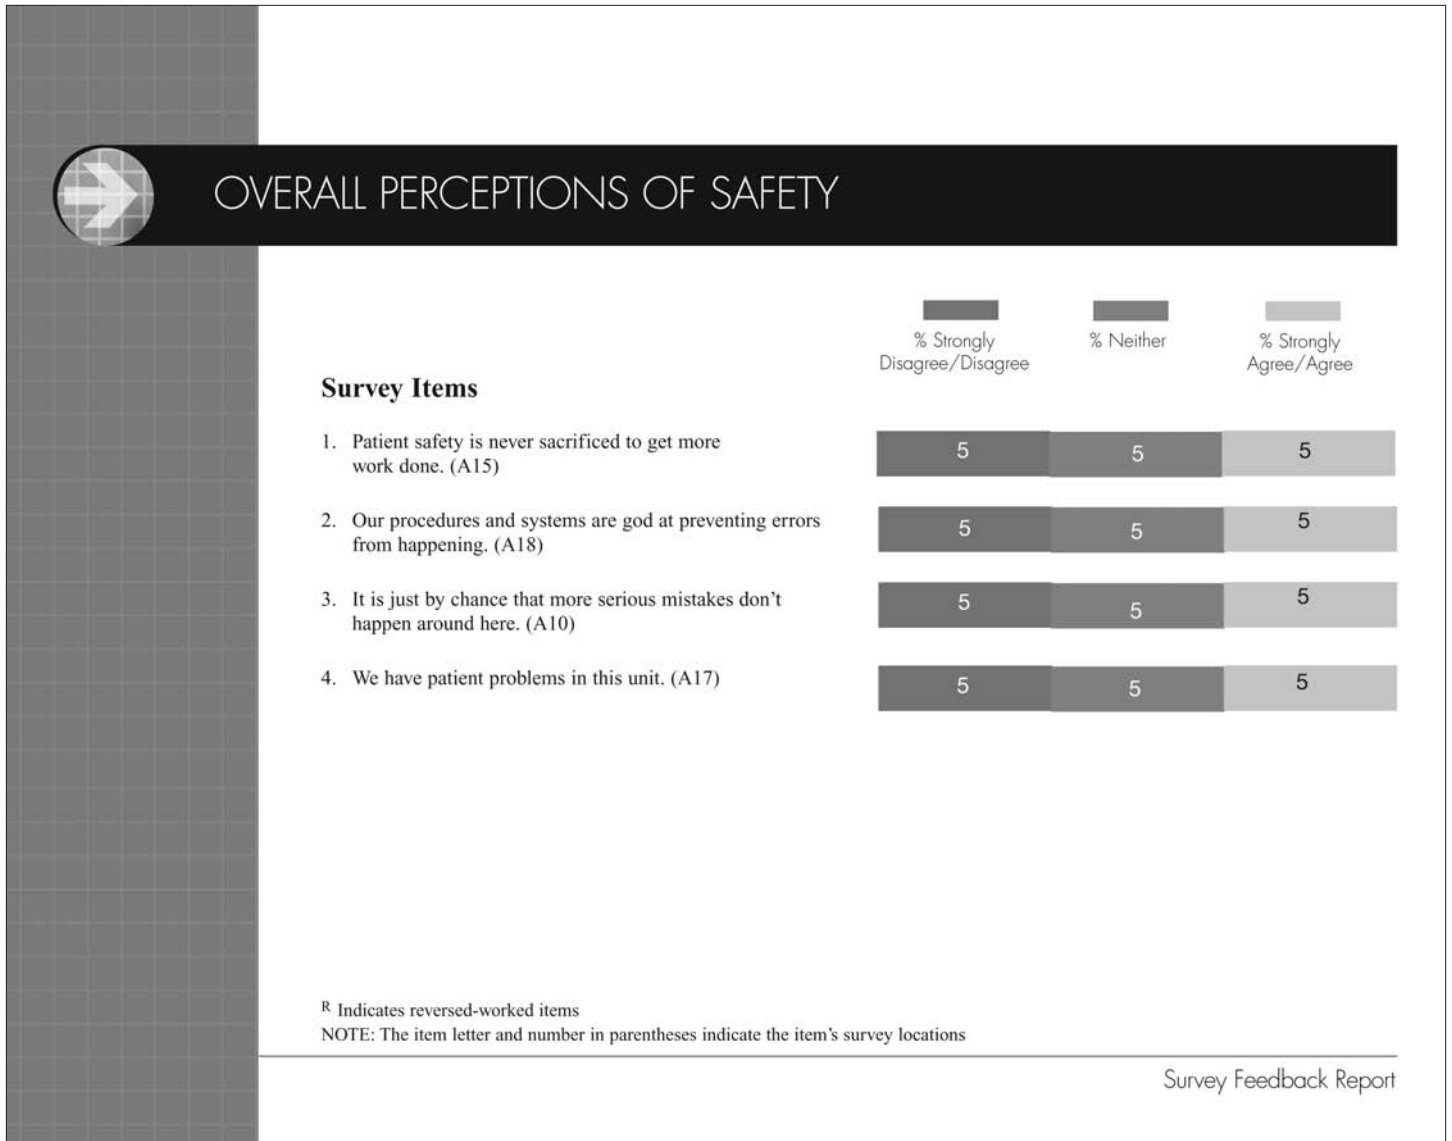 OVERALL PERCEPTIONS OF SAFETY
% Strongly
Disagree/Disagree
% Neither
% Strongly
Agree/Agree
Survey Items
1. Patient safety is never sacrificed to get more
work done. (A15)
5 5 5
2. Our procedures and systems are god at preventing errors
from happening. (A18)
5 5 5
3. It is just by chance that more serious mistakes don’t
happen around here. (A10)
5 5 5
4. We have patient problems in this unit. (A17)
5 5 5
R Indicates reversed-worked items
NOTE: The item letter and number in parentheses indicate the item’s survey locations
Survey Feedback Report